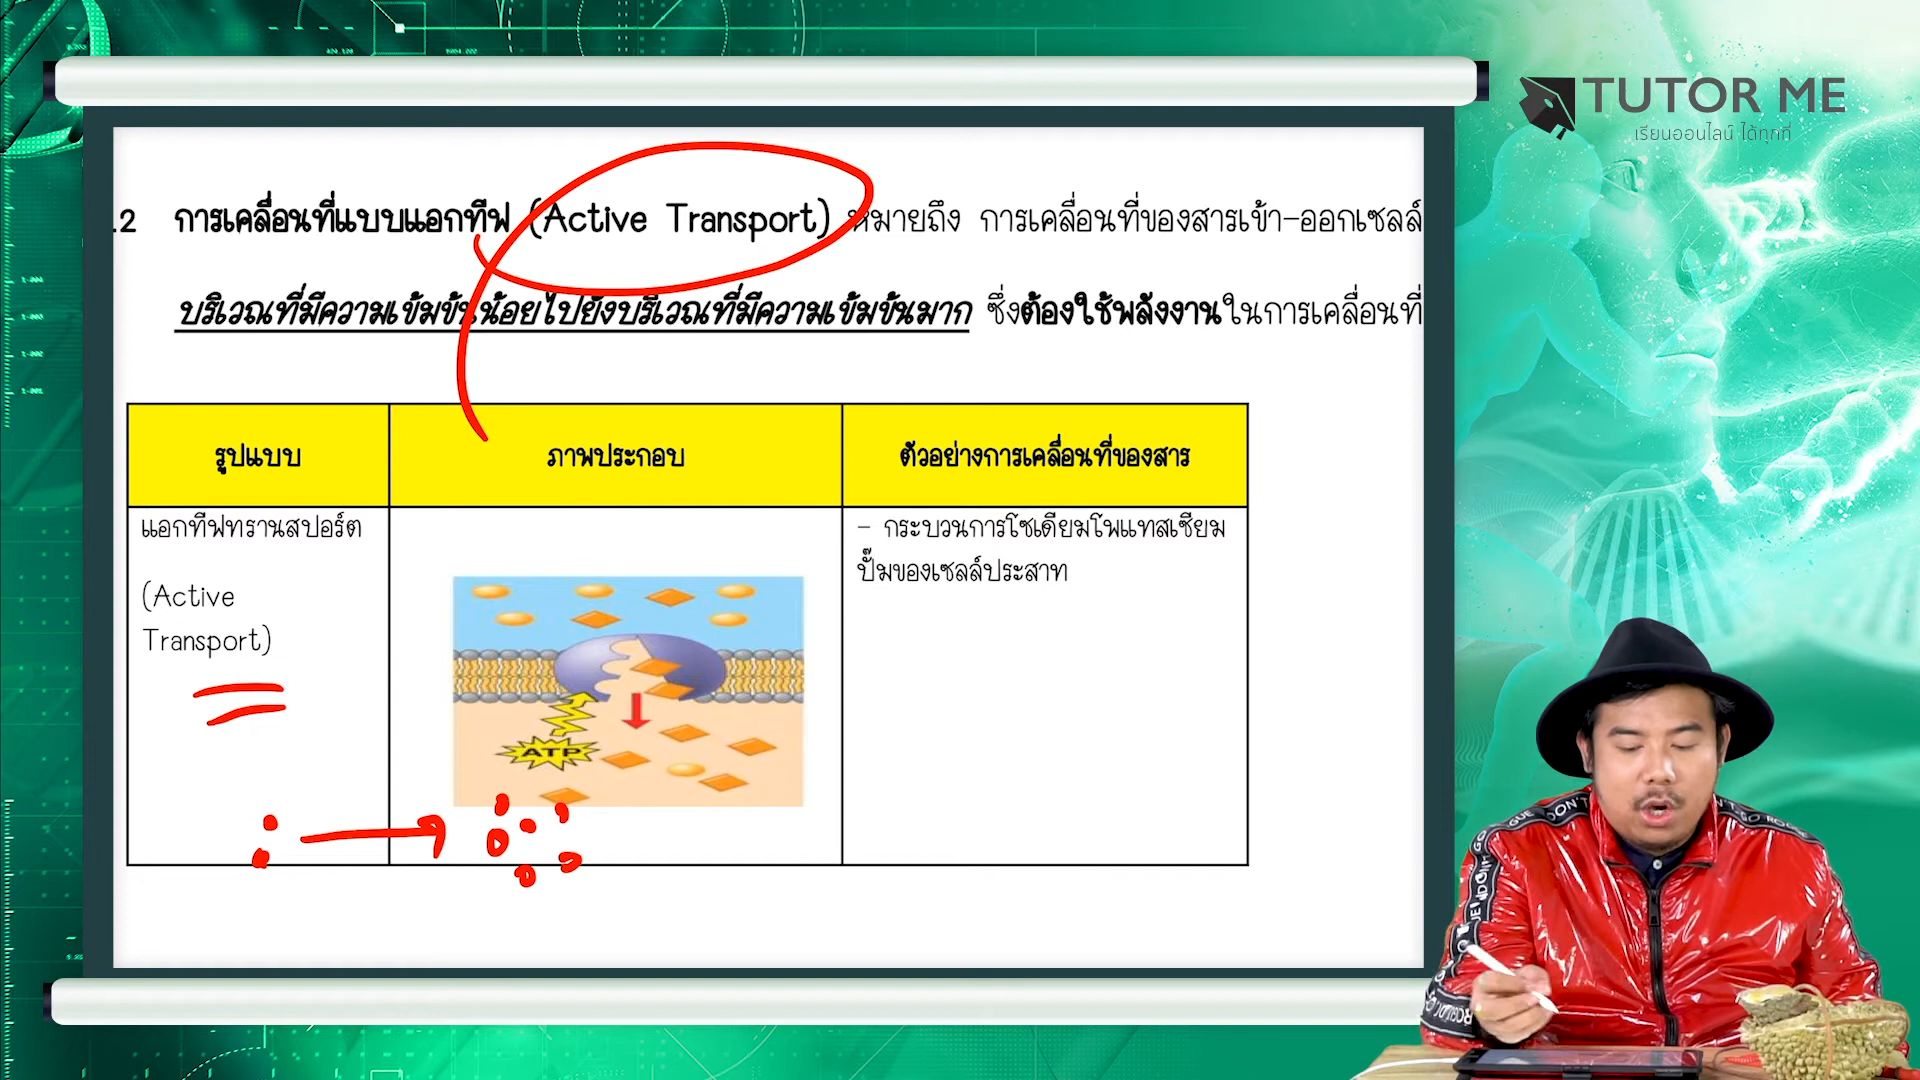 TUTOR ME
เรียนออนไลน์ ได้ทุกที่
.2 การเคลื่อนที่แบบแอกทีฟ (Active Transport) หมายถึง การเคลื่อนที่ของสารเข้า-ออกเซลล์
บริเวณที่มีความเข้มข้นน้อยไปยังบริเวณที่มีความเข้มข้นมาก ซึ่งต้องใช้พลังงานในการเคลื่อนที่
รูปแบบ
ภาพประกอบ
ตัวอย่างการเคลื่อนที่ของสาร
แอกทีฟทรานสปอร์ต
(Active
Transport)
ATP
- กระบวนการโซเดียมโพแทสเซียม
ปั๊มของเซลล์ประสาท